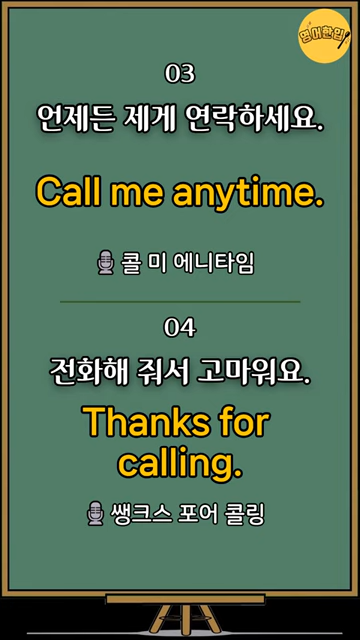 영어한입
03
언제든 제게 연락하세요.
Call me anytime.
콜 미 에니타임
04
전화해 줘서 고마워요.
Thanks for
calling.
쌩크스 포어 콜링